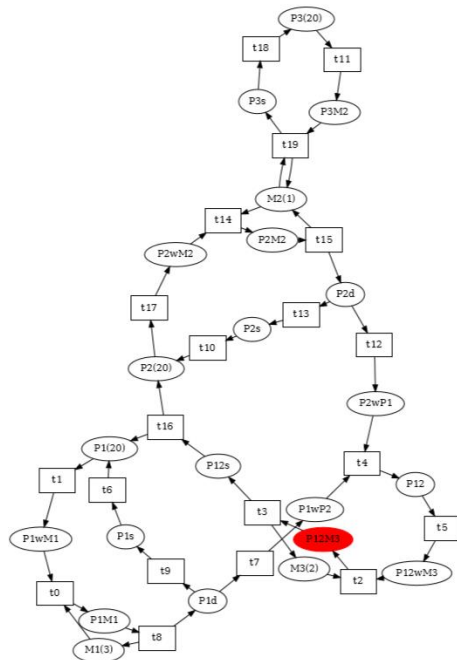 P3(20)
t18
t11
P3s
P3M2
t19
M2(1)
t14
P2M2
t15
P2wM2
P2d
t17
t13
P2s
t10
t12
P2(20)
P2wP1
t16
P1(20)
t4
P12s
P12
t1
t6
t3
P1wP2
t5
P1wM1
P1s
P12M3
t9
t7
M3(2)
t2
P12wM3
t0
P1d
P1M1
t8
M1(3)